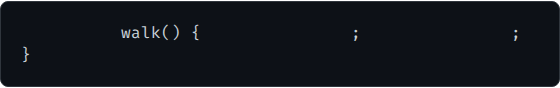 walk() { ; ;
}